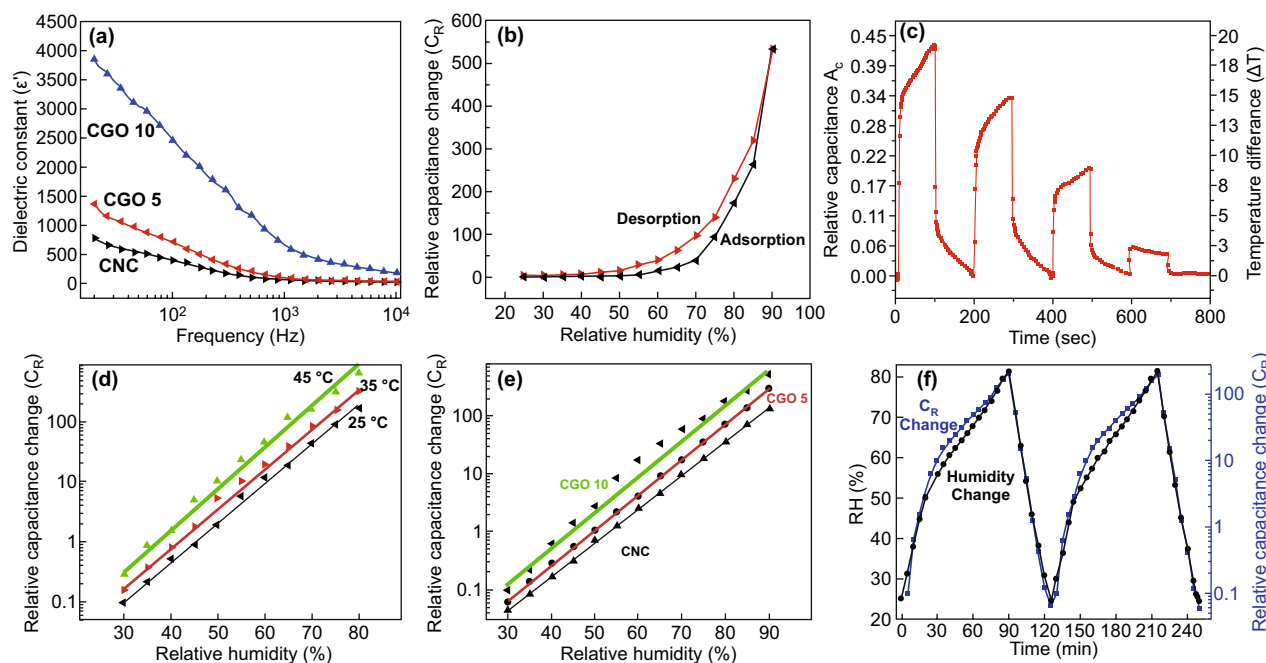 (a)
4500
4000
3500
3000
2500
2000
1500
1000
500
0
Dielectric constant (ε')
CGO 10
CGO 5
CNC
10² 10³ 10⁴
Frequency (Hz)
(b)
600
500
400
300
200
100
0
Relative capacitance change (C_R)
Desorption
Adsorption
20 30 40 50 60 70 80 90 100
Relative humidity (%)
(c)
0.45
0.39
0.34
0.28
0.22
0.17
0.11
0.06
0.00
Relative capacitance A_c
20
18
15
13
10
8
5
3
0
Temperature differance (ΔT)
0 200 400 600 800
Time (sec)
(d)
100
10
1
0.1
Relative capacitance change (C_R)
45 °C
35 °C
25 °C
30 40 50 60 70 80
Relative humidity (%)
(e)
100
10
1
0.1
Relative capacitance change (C_R)
CGO 5
CGO 10
CNC
30 35 40 45 50 55 60 65 70 75 80 85 90
Relative humidity (%)
(f)
80
70
60
50
40
30
20
RH (%)
C_R
Change
Humidity
Change
100
10
1
0.1
Relative capacitance change (C_R)
0 30 60 90 120 150 180 210 240
Time (min)